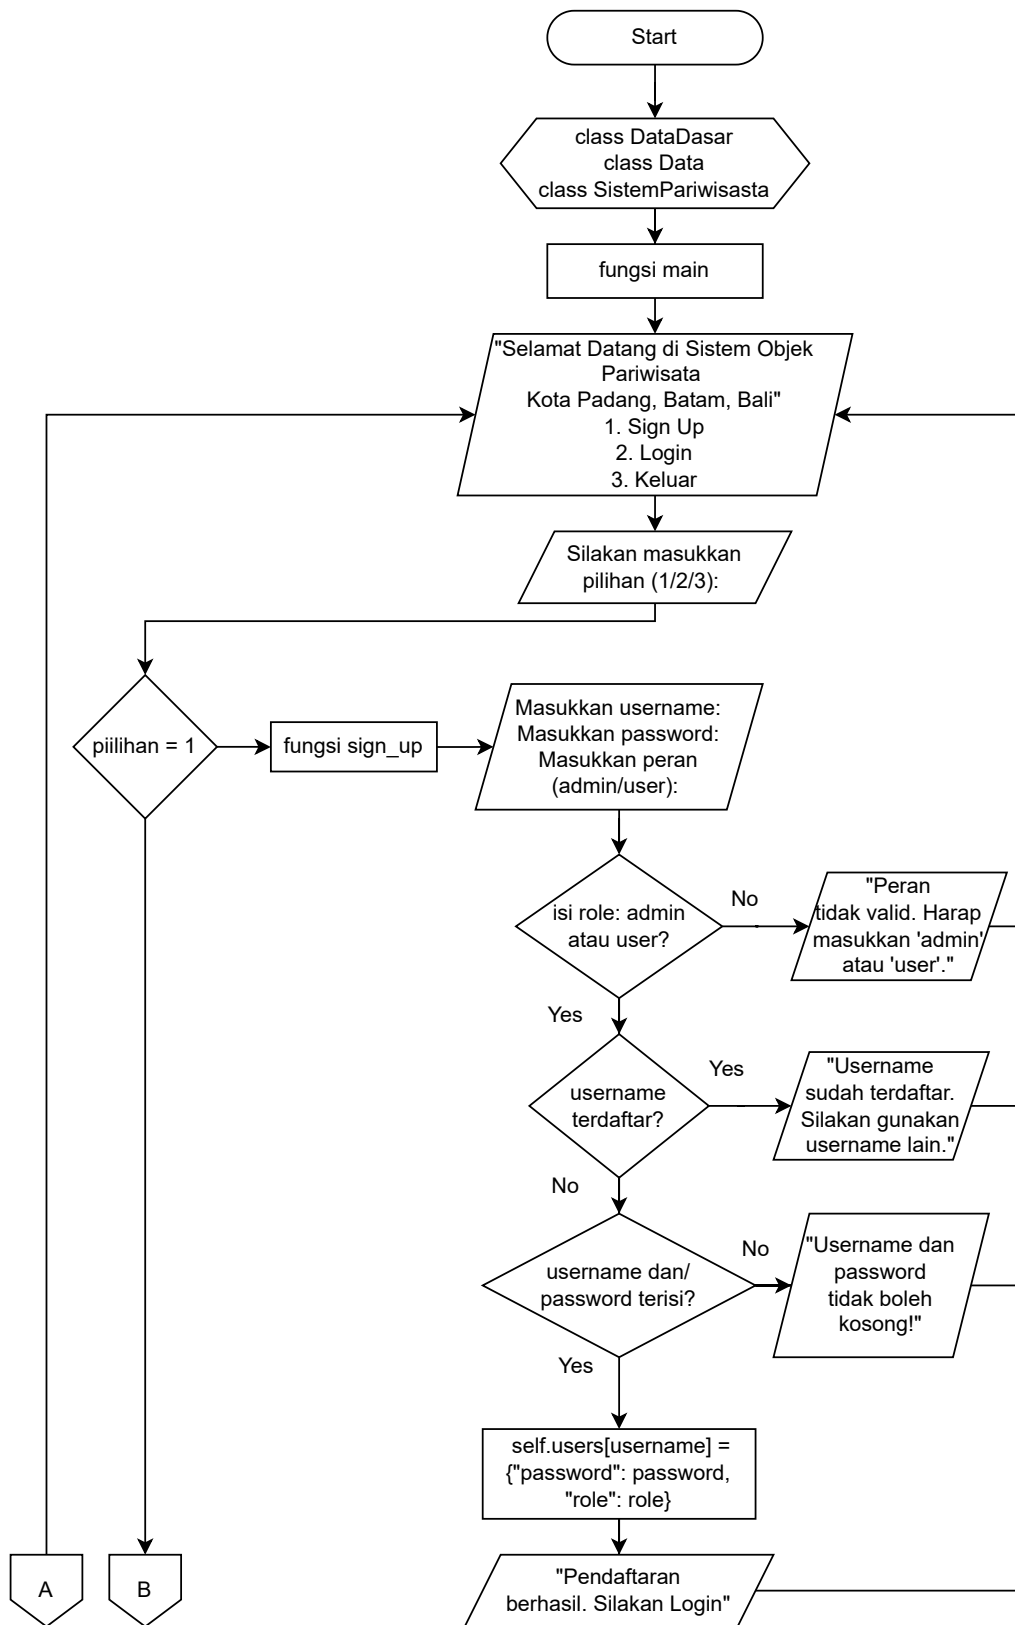 Start
class DataDasar
class Data
class SistemPariwisasta
fungsi main
"Selamat Datang di Sistem Objek
Pariwisata
Kota Padang, Batam, Bali"
1. Sign Up
2. Login
3. Keluar
Silakan masukkan
pilihan (1/2/3):
piilihan = 1
fungsi sign_up
Masukkan username:
Masukkan password:
Masukkan peran
(admin/user):
isi role: admin
atau user?
No
"Peran
tidak valid. Harap
masukkan 'admin'
atau 'user'."
Yes
username
terdaftar?
Yes
"Username
sudah terdaftar.
Silakan gunakan
username lain."
No
username dan/
password terisi?
No
"Username dan
password
tidak boleh
kosong!"
Yes
self.users[username] =
{"password": password,
"role": role}
"Pendaftaran
berhasil. Silakan Login"
A
B